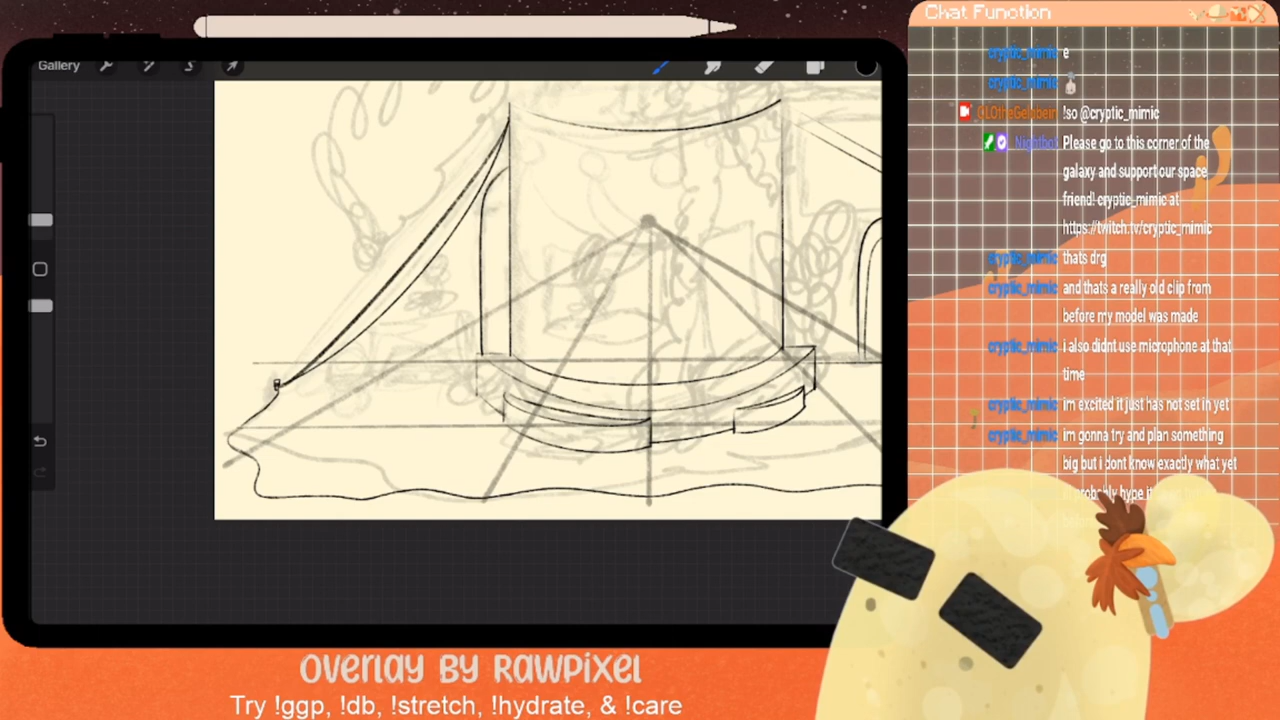 Gallery
Chat Function
cryptic_mimic e
cryptic_mimic
!so @cryptic_mimic
Nightbot Please go to this corner of the
galaxy and support our space
friend! cryptic_mimic at
https://twitch.tv/cryptic_mimic
cryptic_mimic thats drg
cryptic_mimic and thats a really old clip from
before my model was made
cryptic_mimic i also didnt use microphone at that
time
cryptic_mimic im excited it just has not set in yet
cryptic_mimic im gonna try and plan something
big but i dont know exactly what yet
hype
OVERLAY BY RAWPIXEL
Try !ggp, !db, !stretch, !hydrate, & !care